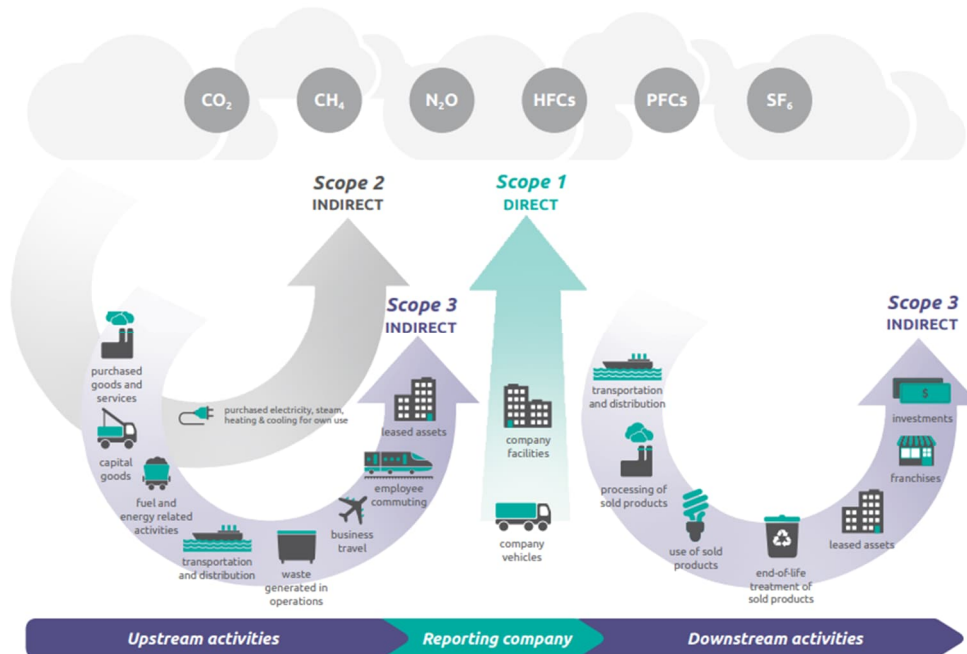 CO₂
CH₄
N₂O
HFCs
PFCs
SF₆
Scope 2
INDIRECT
Scope 1
DIRECT
Scope 3
INDIRECT
Scope 3
INDIRECT
purchased
goods and
services
capital
goods
fuel and
energy related
activities
purchased electricity, steam,
heating & cooling for own use
transportation
and distribution
waste
generated in
operations
business
travel
employee
commuting
leased assets
company
facilities
company
vehicles
transportation
and distribution
processing of
sold products
use of sold
products
end-of-life
treatment of
sold products
leased assets
franchises
$
investments
Upstream activities
Reporting company
Downstream activities